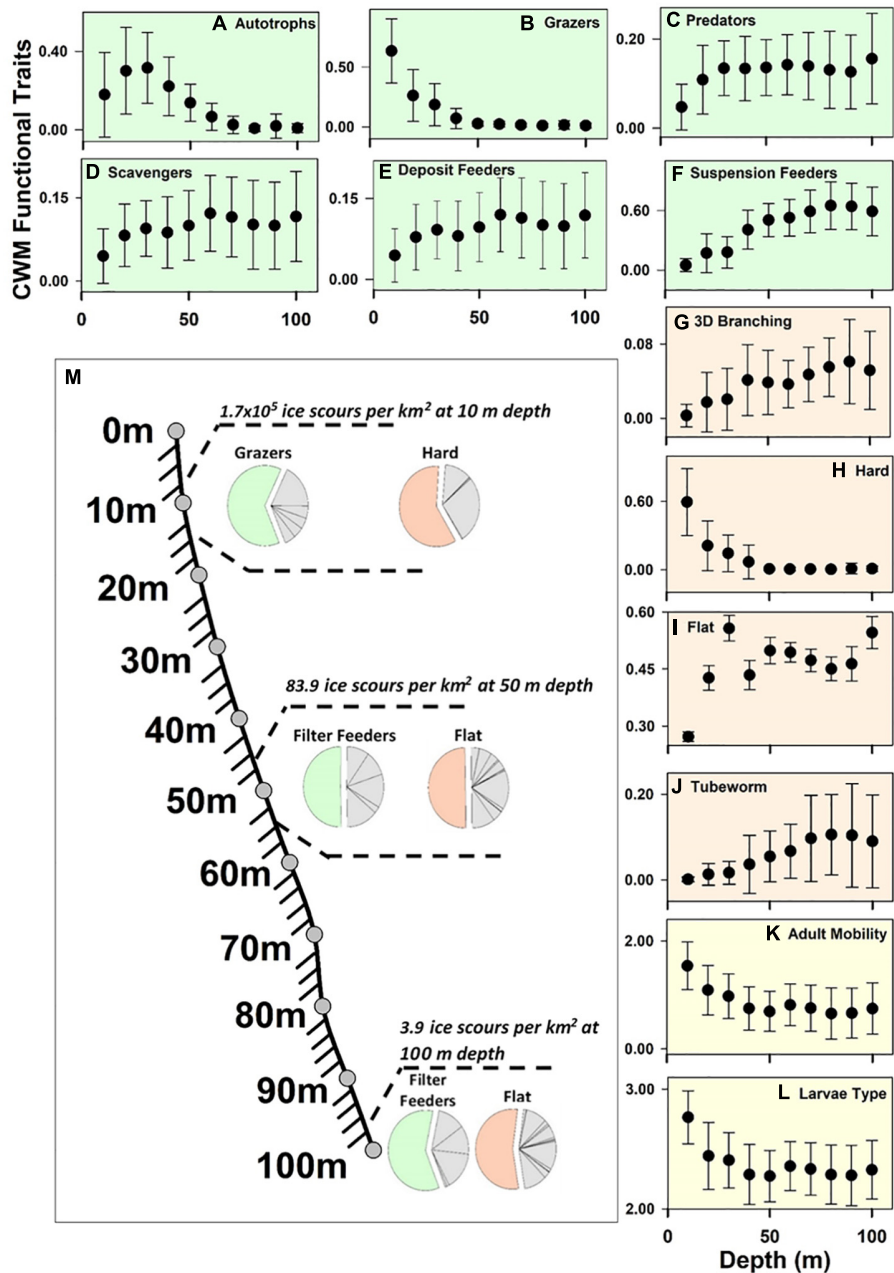 CWM Functional Traits
A Autotrophs
0.40
0.00
B Grazers
0.50
0.00
C Predators
0.20
0.00
D Scavengers
0.15
0.00
0 50 100
E Deposit Feeders
0.15
0.00
0 50 100
F Suspension Feeders
0.60
0.00
G 3D Branching
0.08
0.00
H Hard
0.60
0.00
I Flat
0.60
0.45
0.30
J Tubeworm
0.20
0.00
K Adult Mobility
2.00
0.00
L Larvae Type
3.00
2.00
0 50 100
Depth (m)
M
0m
10m
20m
30m
40m
50m
60m
70m
80m
90m
100m
1.7x10⁵ ice scours per km² at 10 m depth
Grazers Hard
83.9 ice scours per km² at 50 m depth
Filter Feeders Flat
3.9 ice scours per km² at
100 m depth
Filter
Feeders Flat